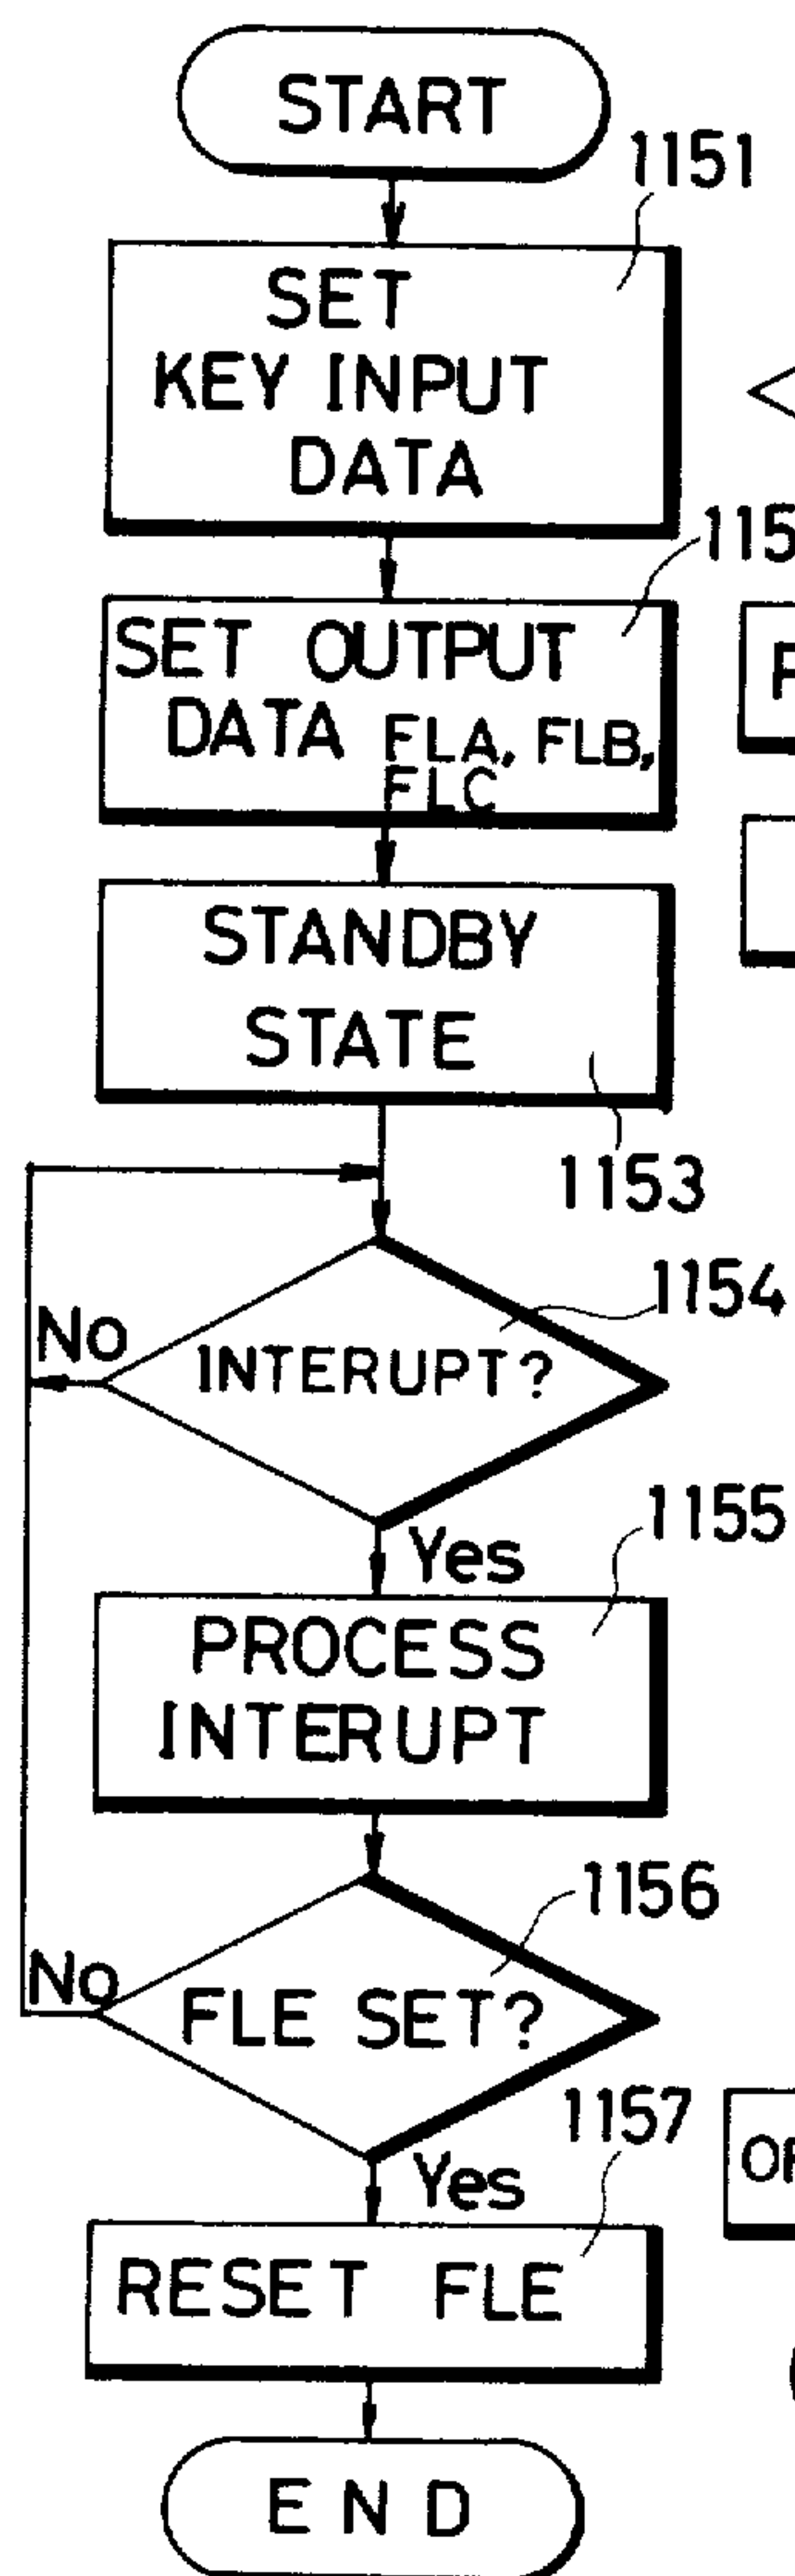 START
1151
SET
KEY INPUT
DATA
115
SET OUTPUT
DATA FLA, FLB,
FLC
STANDBY
STATE
1153
1154
No
INTERUPT?
1155
Yes
PROCESS
INTERUPT
1156
No
FLE SET?
1157
Yes
RESET FLE
END